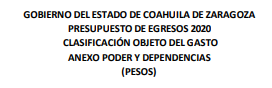 GOBIERNO DEL ESTADO DE COAHUILA DE ZARAGOZA
PRESUPUESTO DE EGRESOS 2020
CLASIFICACIÓN OBJETO DEL GASTO
ANEXO PODER Y DEPENDENCIAS
(PESOS)